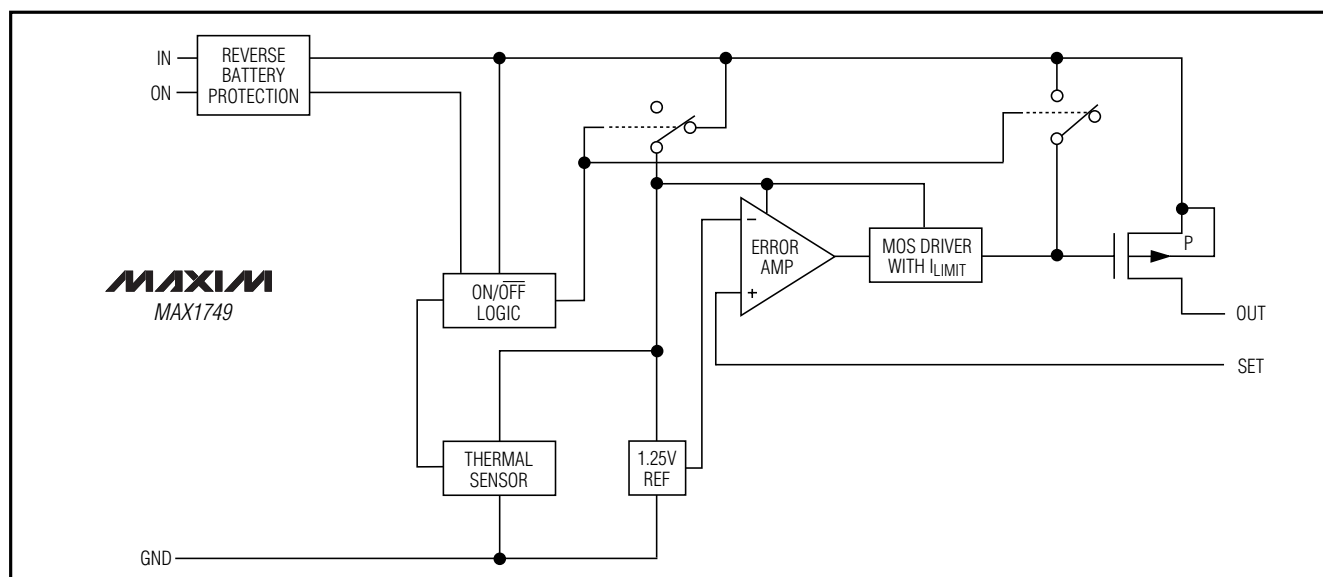 IN
ON
REVERSE
BATTERY
PROTECTION
MAXIM
MAX1749
ON/OFF
LOGIC
THERMAL
SENSOR
1.25V
REF
−
+
ERROR
AMP
MOS DRIVER
WITH ILIMIT
P
OUT
SET
GND